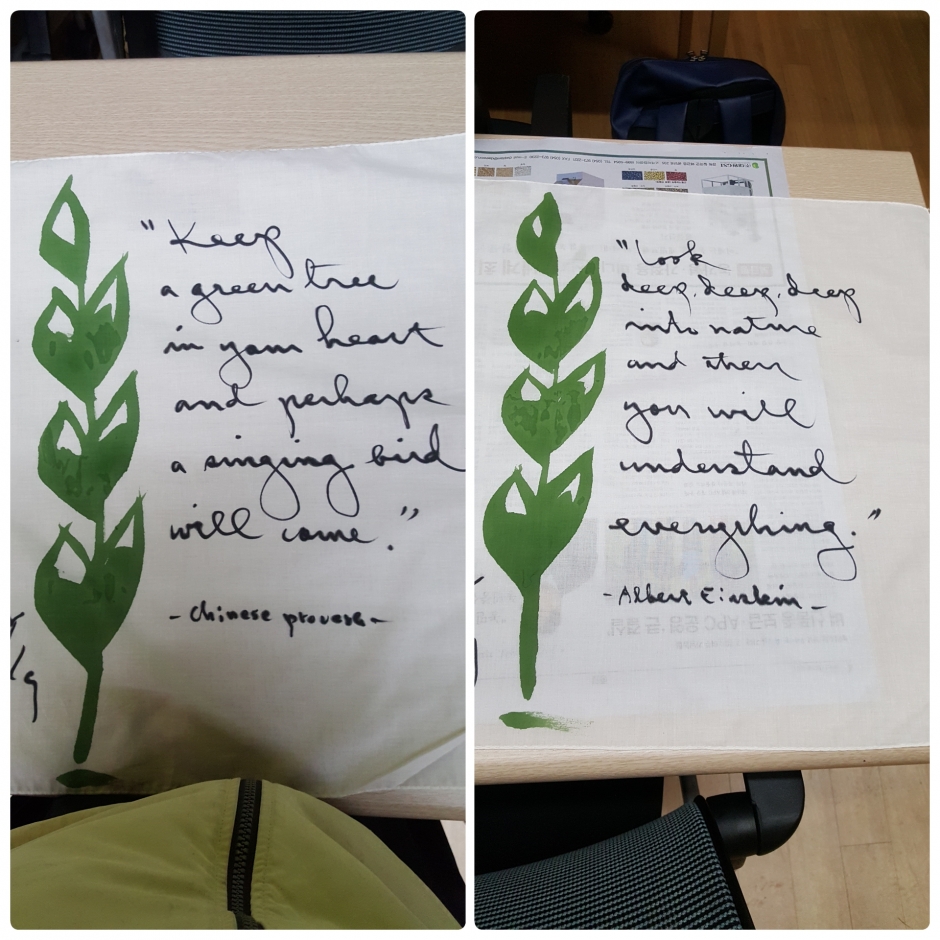 "Keep
a green tree
in your heart
and perhaps
a singing bird
will come."
- Chinese proverb -
"Look
deep, deep, deep
into nature
and then
you will
understand
everything."
- Albert Einstein -